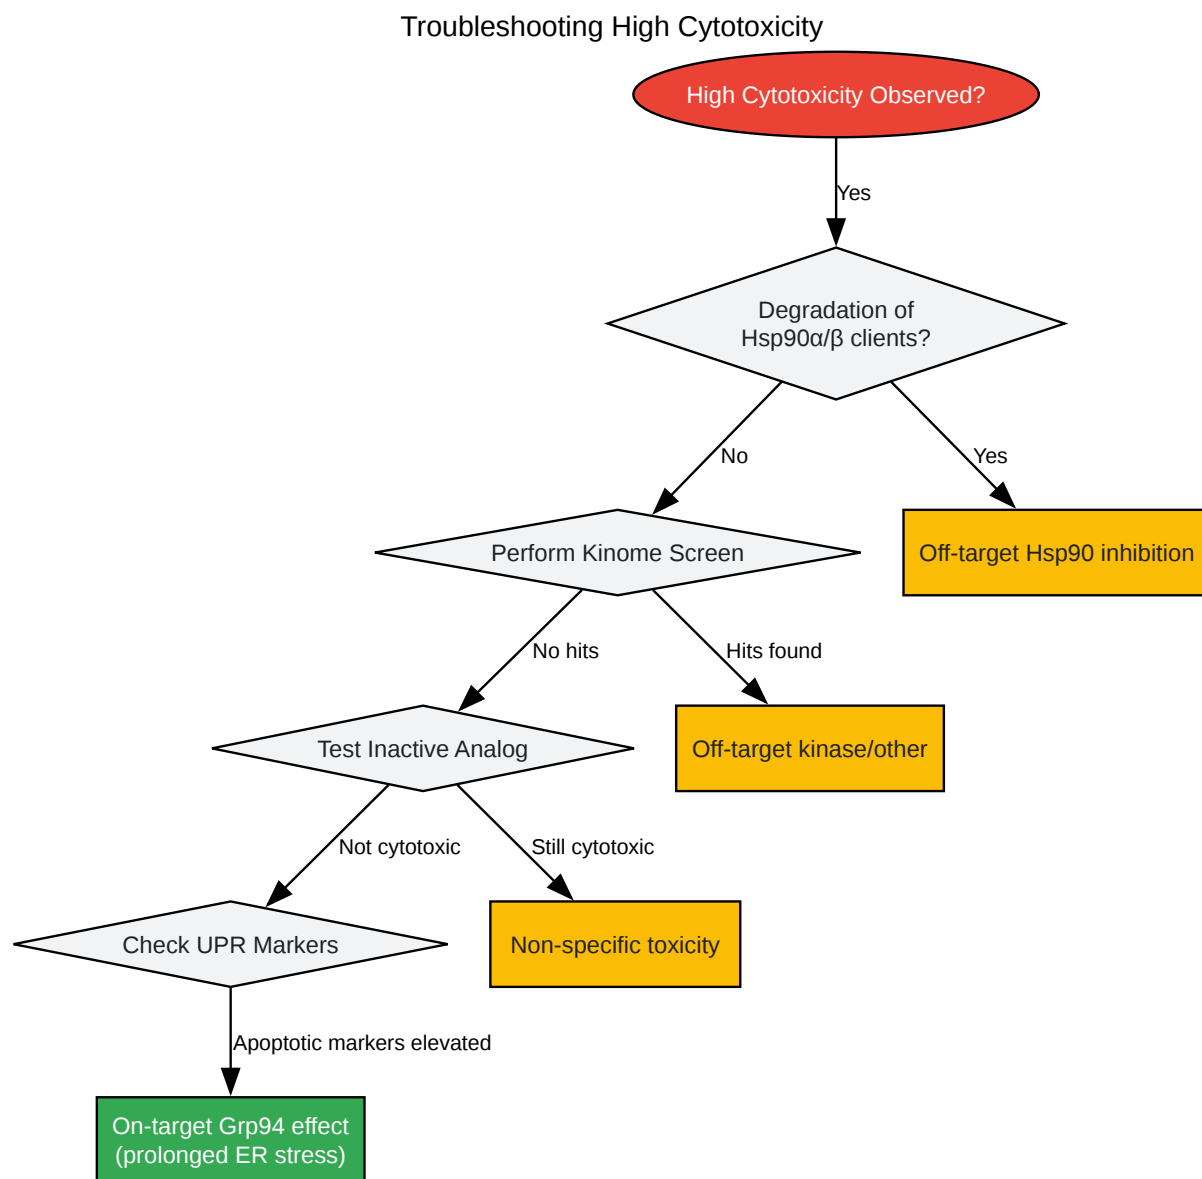 Troubleshooting High Cytotoxicity
High Cytotoxicity Observed?
Yes
Degradation of
Hsp90α/β clients?
No
Yes
Perform Kinome Screen
Off-target Hsp90 inhibition
No hits
Hits found
Test Inactive Analog
Off-target kinase/other
Not cytotoxic
Still cytotoxic
Check UPR Markers
Non-specific toxicity
Apoptotic markers elevated
On-target Grp94 effect
(prolonged ER stress)